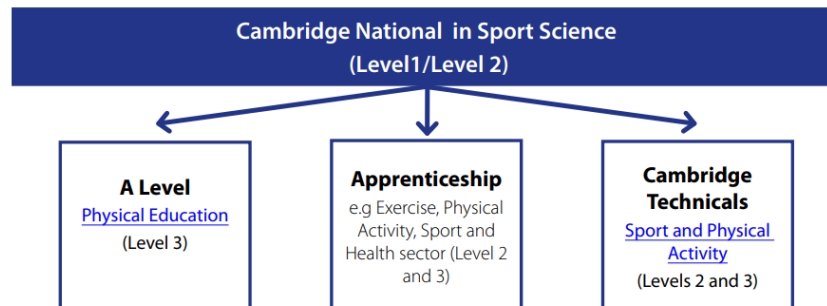 Cambridge National in Sport Science
(Level1/Level 2)
A Level
Physical Education
(Level 3)
Apprenticeship
e.g Exercise, Physical
Activity, Sport and
Health sector (Level 2
and 3)
Cambridge
Technicals
Sport and Physical
Activity
(Levels 2 and 3)